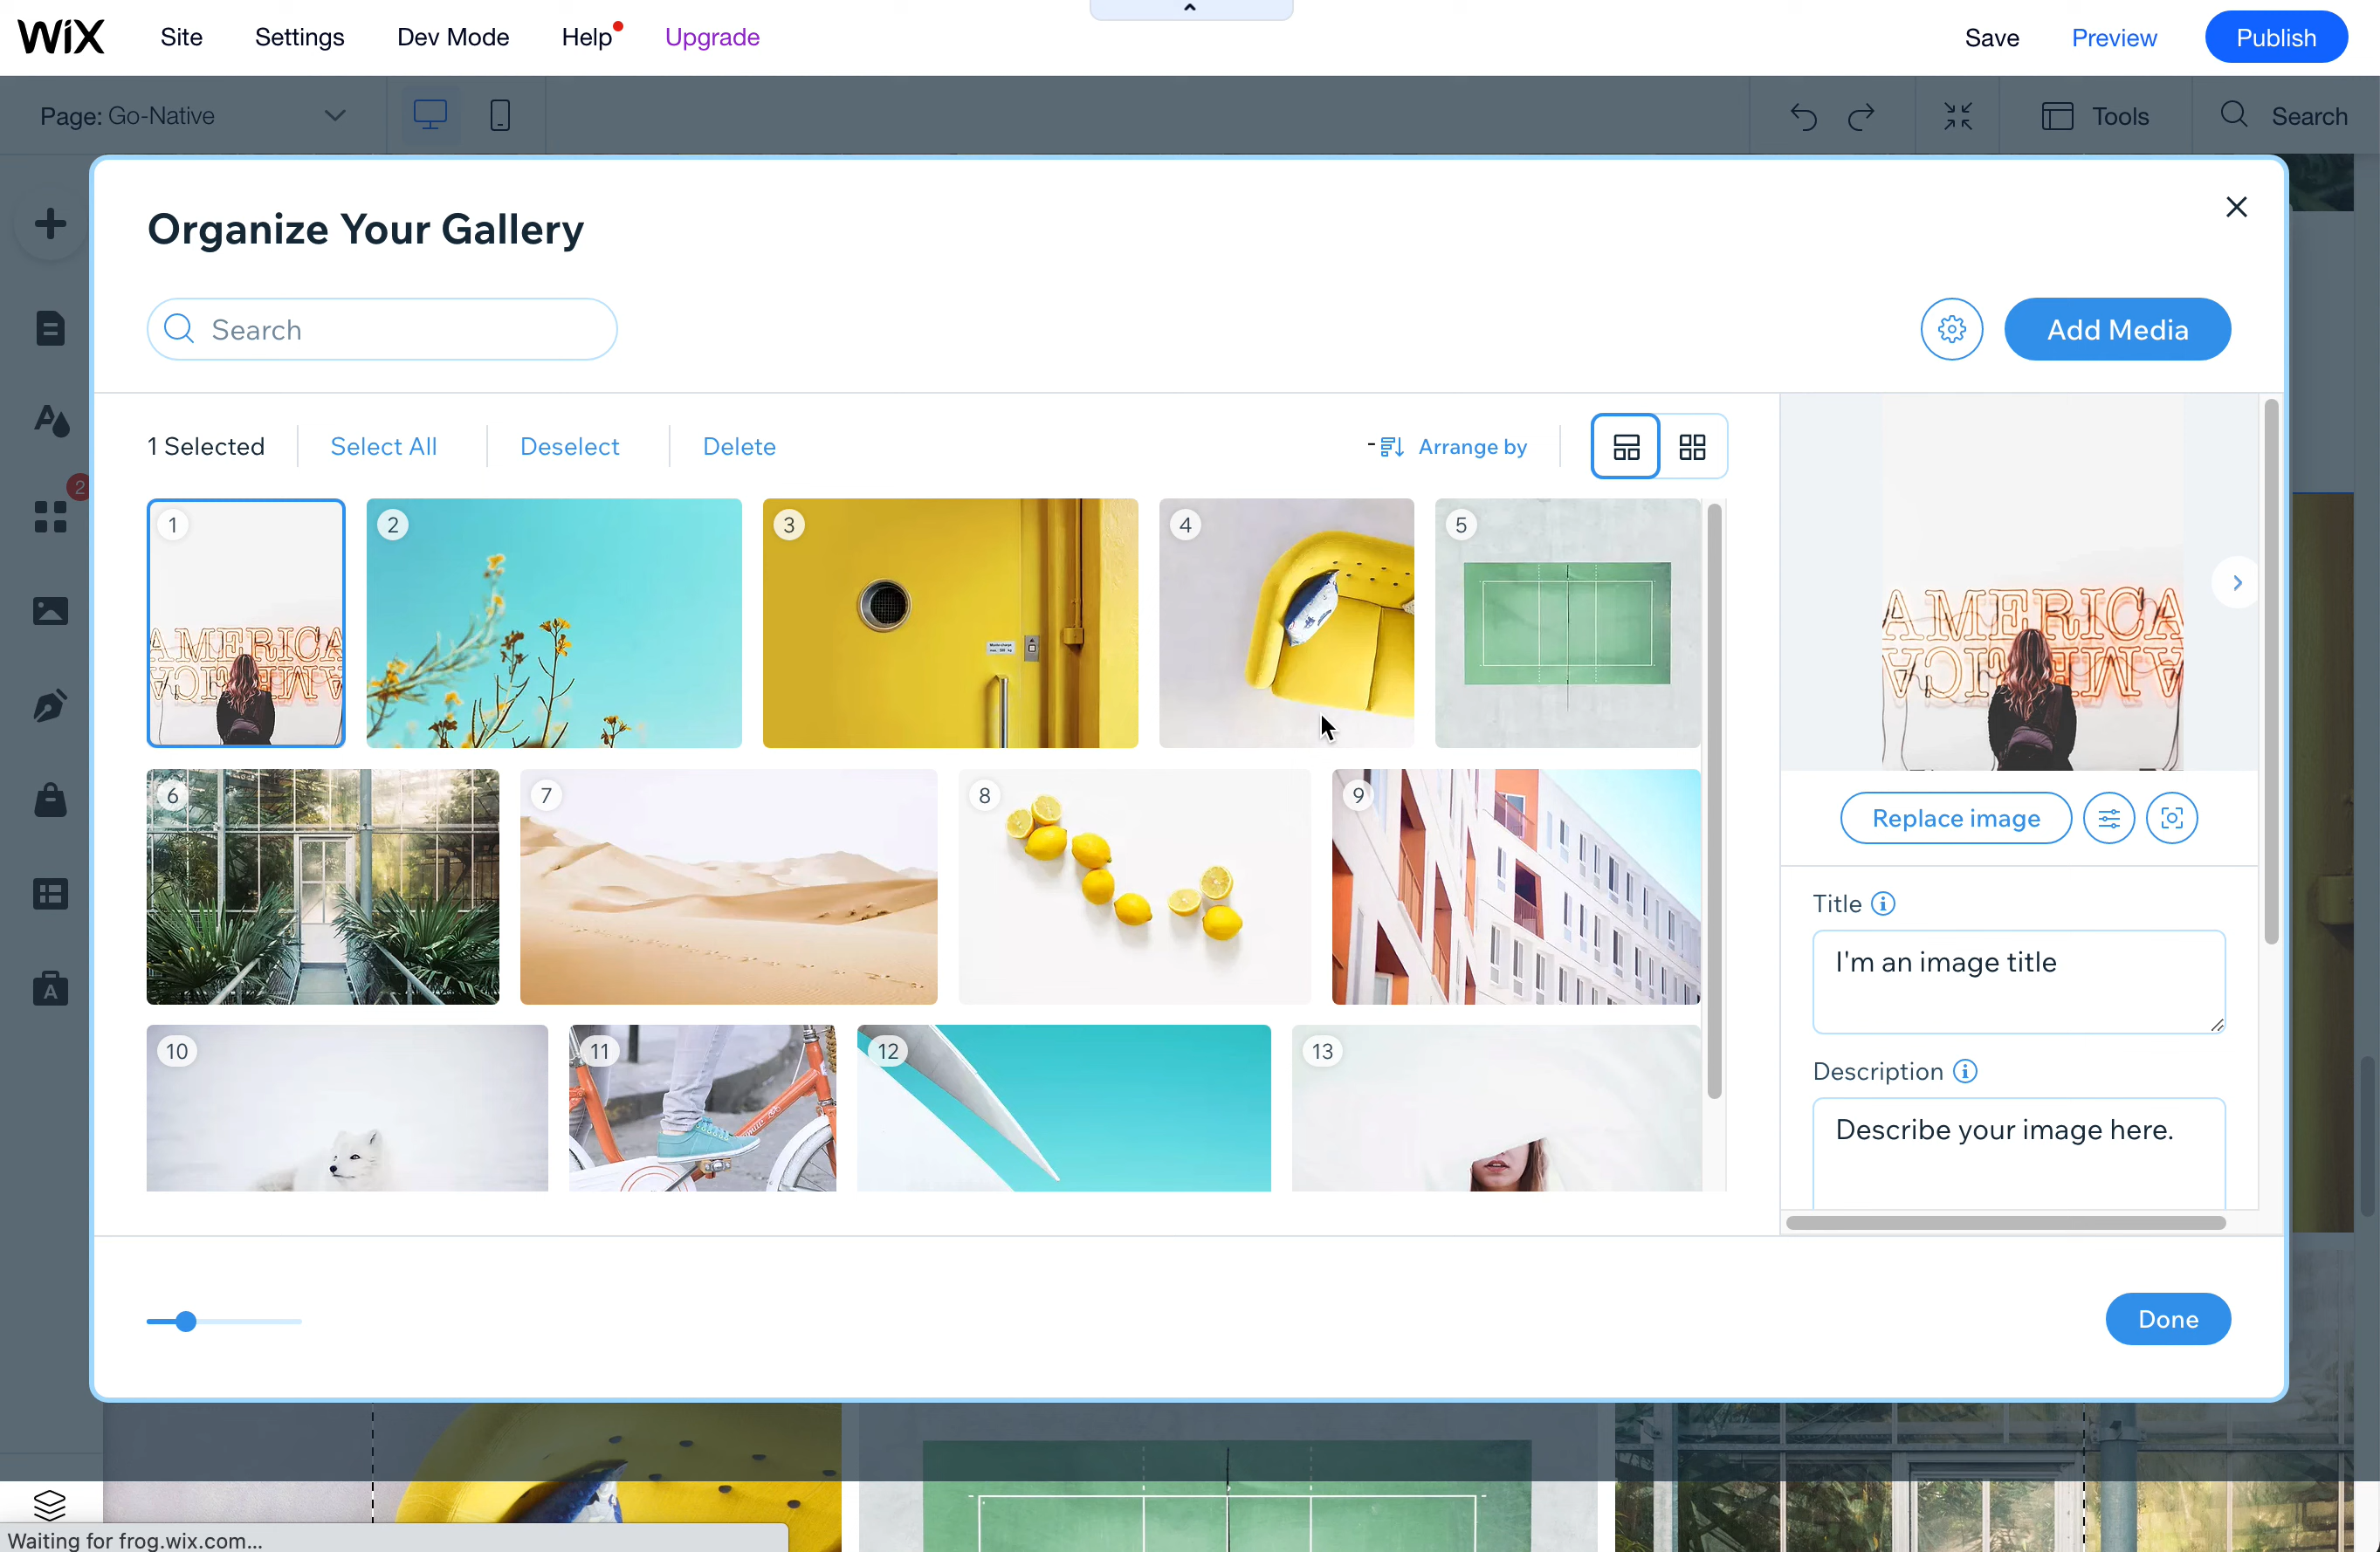 WiX Site Settings Dev Mode Help Upgrade Save Preview Publish
Page: Go-Native Tools Search
Organize Your Gallery
Search Add Media
1 Selected Select All Deselect Delete Arrange by
2
1 2 3 4 5
AMERICA
AMERICA
6 7 8 9
Replace image
Title
I'm an image title
10 11 12 13
Description
Describe your image here.
Done
Waiting for frog.wix.com...